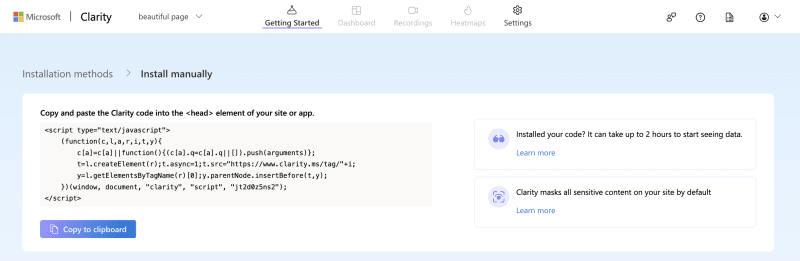 Microsoft | Clarity
beautiful page
Getting Started
Dashboard
Recordings
Heatmaps
Settings
Installation methods > Install manually
Copy and paste the Clarity code into the <head> element of your site or app.
<script type="text/javascript">
(function(c,l,a,r,i,t,y){
c[a]=c[a]||function(){(c[a].q=c[a].q||[]).push(arguments)};
t=l.createElement(r);t.async=1;t.src="https://www.clarity.ms/tag/"+i;
y=l.getElementsByTagName(r)[0];y.parentNode.insertBefore(t,y);
})(window, document, "clarity", "script", "jt2d0z5ns2");
</script>
Copy to clipboard
Installed your code? It can take up to 2 hours to start seeing data.
Learn more
Clarity masks all sensitive content on your site by default
Learn more